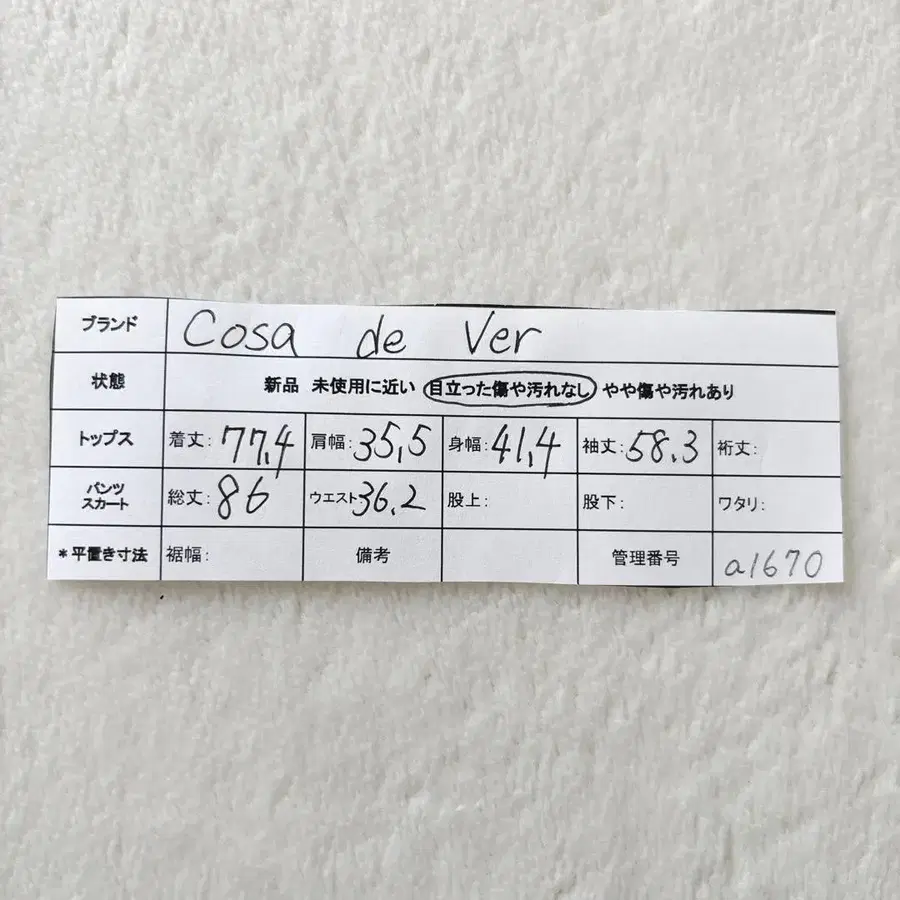 ブランド Cosa de Ver
状態 新品 未使用に近い 目立った傷や汚れなし やや傷や汚れあり
トップス 着丈: 77.4 肩幅: 35.5 身幅: 41.4 袖丈: 58.3 裄丈:
パンツ
スカート 総丈: 86 ウエスト 36.2 股上: 股下: ワタリ:
*平置き寸法 裾幅: 備考 管理番号 a1670